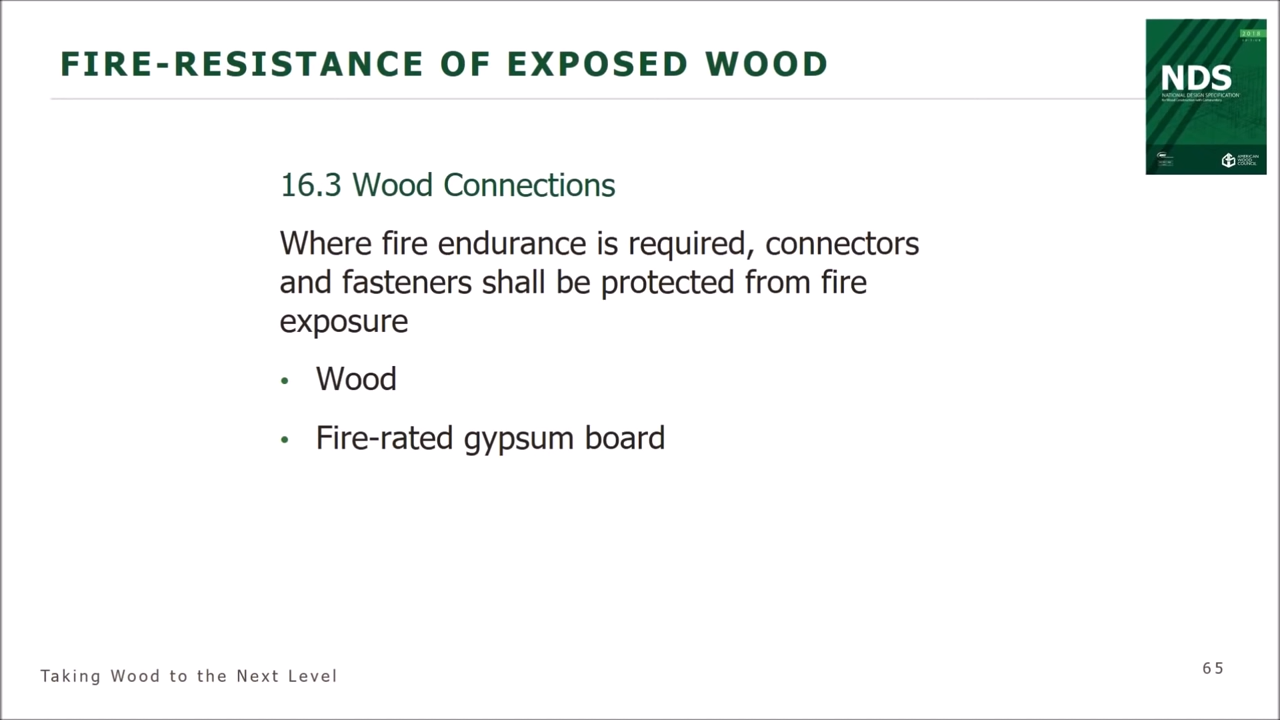 FIRE-RESISTANCE OF EXPOSED WOOD
2018
NDS
NATIONAL DESIGN SPECIFICATION
AMERICAN
WOOD
COUNCIL
16.3 Wood Connections
Where fire endurance is required, connectors
and fasteners shall be protected from fire
exposure
• Wood
• Fire-rated gypsum board
Taking Wood to the Next Level
65